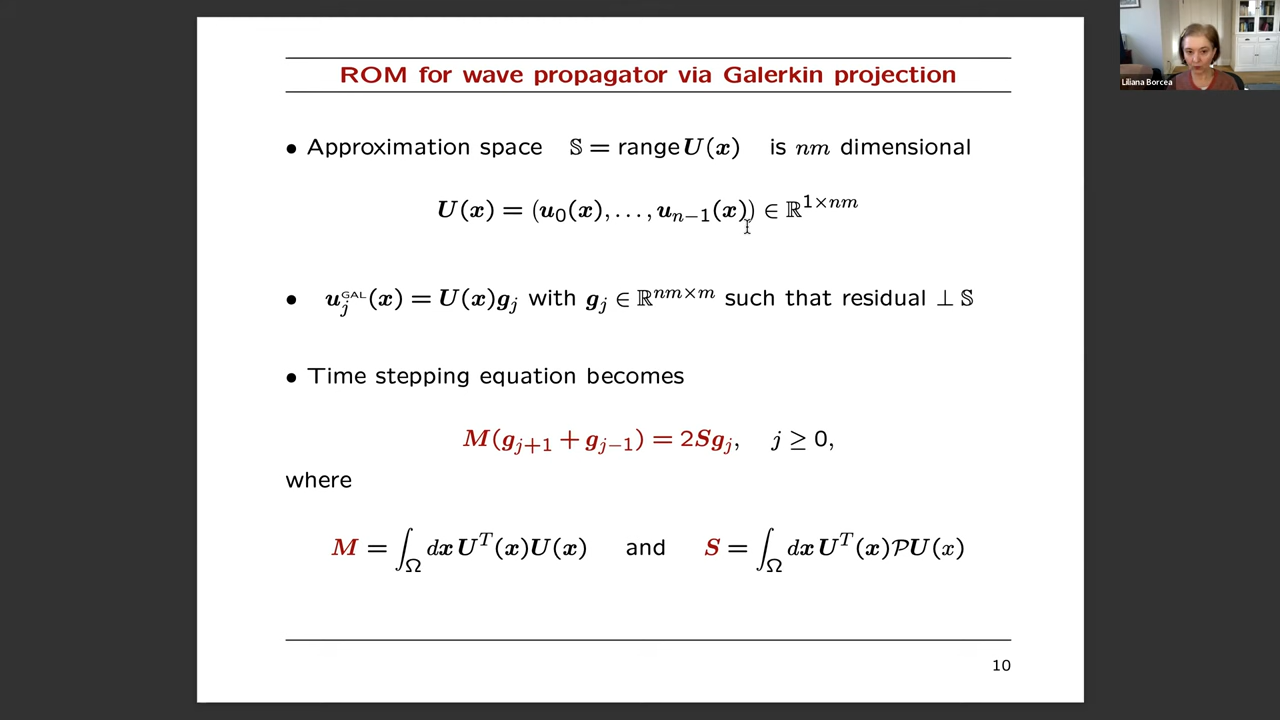 Liliana Borcea
ROM for wave propagator via Galerkin projection
• Approximation space 𝕊 = range U(x) is nm dimensional
U(x) = (u₀(x), . . . , uₙ₋₁(x)) ∈ ℝ^{1×nm}
• u_j^{GAL}(x) = U(x)g_j with g_j ∈ ℝ^{nm×m} such that residual ⊥ 𝕊
• Time stepping equation becomes
M(g_{j+1} + g_{j−1}) = 2Sg_j, j ≥ 0,
where
M = ∫_Ω dx U^T(x)U(x) and S = ∫_Ω dx U^T(x)𝒫U(x)
10